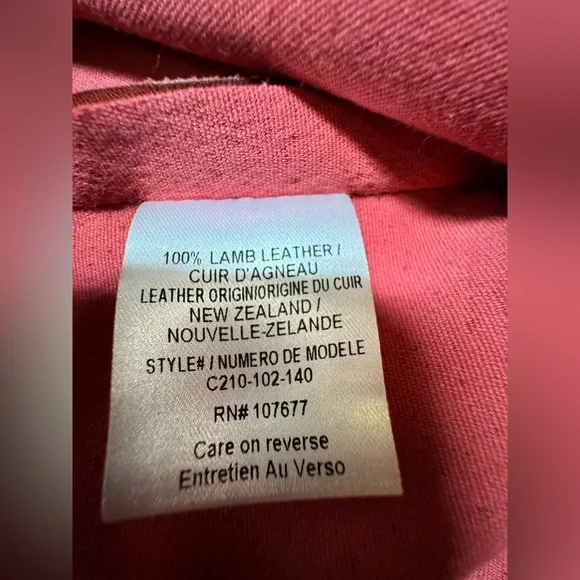 100% LAMB LEATHER /
CUIR D'AGNEAU
LEATHER ORIGIN/ORIGINE DU CUIR
NEW ZEALAND /
NOUVELLE-ZELANDE
STYLE# / NUMERO DE MODELE
C210-102-140
RN# 107677
Care on reverse
Entretien Au Verso